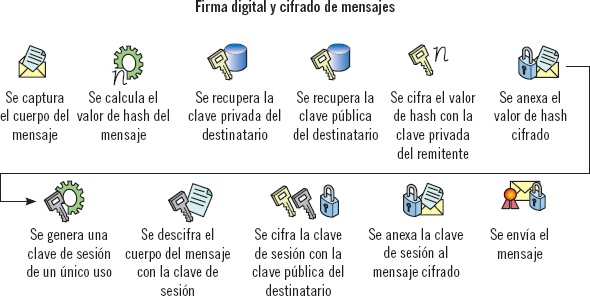 Firma digital y cifrado de mensajes
Se captura
el cuerpo del
mensaje
Se calcula el
valor de hash del
mensaje
Se recupera la
clave privada del
destinatario
Se recupera la
clave pública
del destinatario
Se cifra el valor
de hash con la
clave privada
del remitente
Se anexa el
valor de hash
cifrado
Se genera una
clave de sesión
de un único uso
Se descifra el
cuerpo del mensaje
con la clave de
sesión
Se cifra la clave
de sesión con la
clave pública del
destinatario
Se anexa la clave
de sesión al
mensaje cifrado
Se envía el
mensaje
n
n